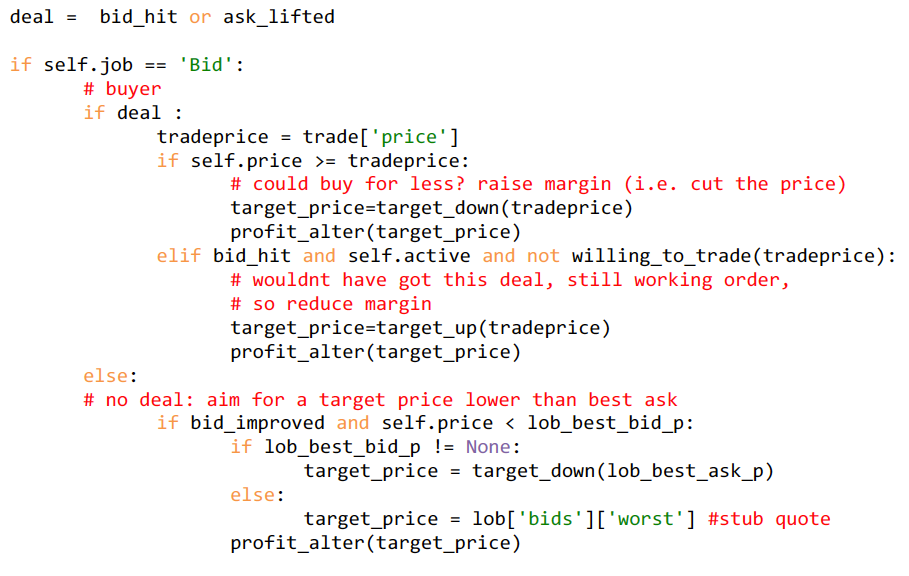 deal =  bid_hit or ask_lifted

if self.job == 'Bid':
      # buyer
      if deal :
            tradeprice = trade['price']
            if self.price >= tradeprice:
                  # could buy for less? raise margin (i.e. cut the price)
                  target_price=target_down(tradeprice)
                  profit_alter(target_price)
            elif bid_hit and self.active and not willing_to_trade(tradeprice):
                  # wouldnt have got this deal, still working order,
                  # so reduce margin
                  target_price=target_up(tradeprice)
                  profit_alter(target_price)
      else:
      # no deal: aim for a target price lower than best ask
            if bid_improved and self.price < lob_best_bid_p:
                  if lob_best_bid_p != None:
                        target_price = target_down(lob_best_ask_p)
                  else:
                        target_price = lob['bids']['worst'] #stub quote
                  profit_alter(target_price)